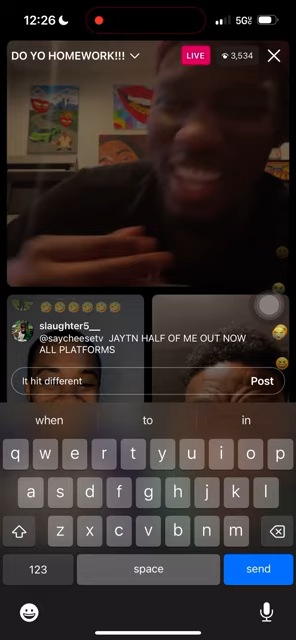 12:26 5G
DO YO HOMEWORK!!! LIVE 3,534
slaughter5__
@saycheesetv JAYTN HALF OF ME OUT NOW
ALL PLATFORMS
It hit different Post
when to in
q w e r t y u i o p
a s d f g h j k l
z x c v b n m
123 space send